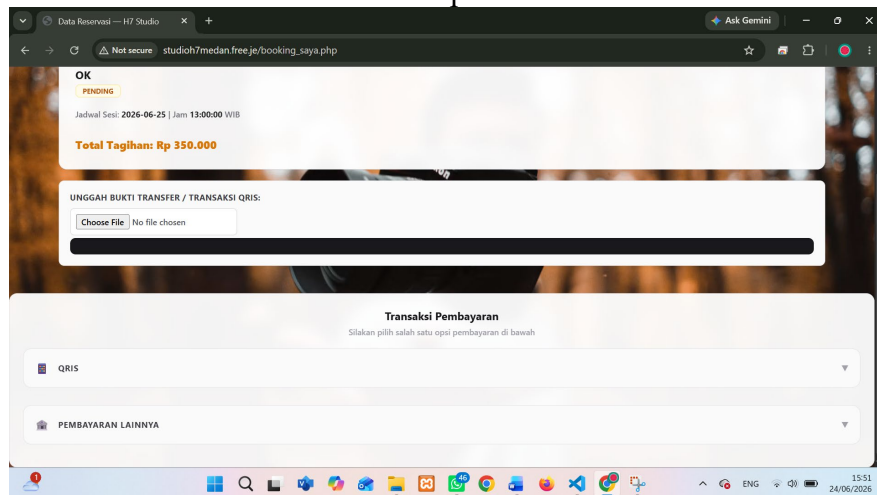 Data Reservasi — H7 Studio
Ask Gemini
Not secure
studioh7medan.free.je/booking_saya.php
OK
PENDING
Jadwal Sesi: 2026-06-25 | Jam 13:00:00 WIB
Total Tagihan: Rp 350.000
UNGGAH BUKTI TRANSFER / TRANSAKSI QRIS:
Choose File No file chosen
Transaksi Pembayaran
Silakan pilih salah satu opsi pembayaran di bawah
QRIS
PEMBAYARAN LAINNYA
1
46
ENG
15:51
24/06/2026